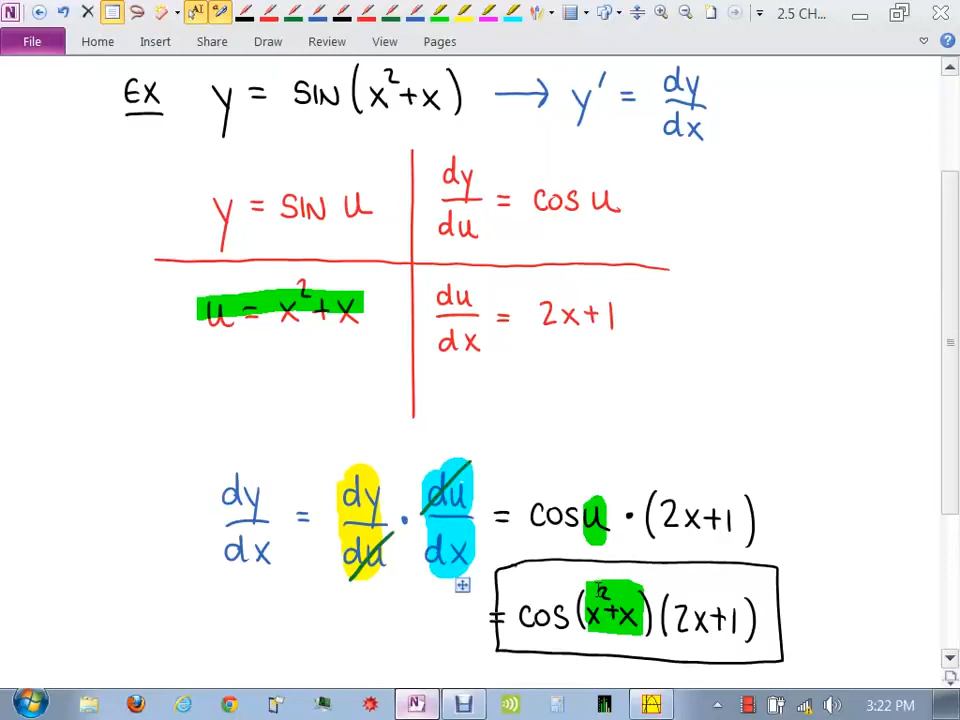 2.5 CH...
File Home Insert Share Draw Review View Pages
EX y = SIN(x²+x) → y' = dy/dx
y = SIN u | dy/du = cos u
u = x²+x | du/dx = 2x+1
dy/dx = dy/du · du/dx = cosu · (2x+1)
= cos(x²+x)(2x+1)
3:22 PM